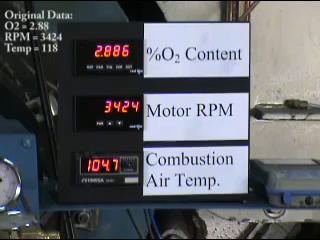 Original Data:
O2 = 2.88
RPM = 3424
Temp = 118
2.886
%O₂ Content
3424
Motor RPM
104.7
Combustion
Air Temp.